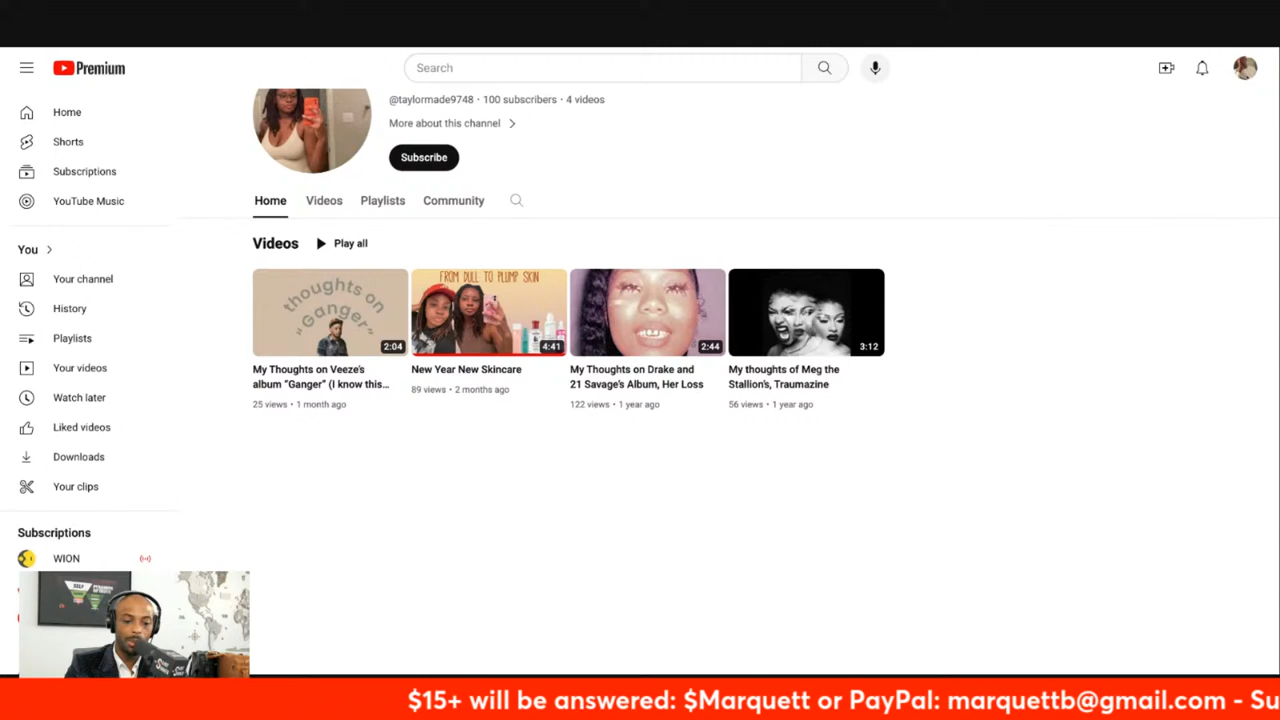 Premium
Search
@taylormade9748 · 100 subscribers · 4 videos
More about this channel
Subscribe
Home
Shorts
Subscriptions
YouTube Music
You
Your channel
History
Playlists
Your videos
Watch later
Liked videos
Downloads
Your clips
Subscriptions
WION
Home Videos Playlists Community
Videos Play all
thoughts on
"Ganger"
2:04
My Thoughts on Veeze's
album "Ganger" (I know this...
25 views · 1 month ago
FROM DULL TO PLUMP SKIN
4:41
New Year New Skincare
89 views · 2 months ago
2:44
My Thoughts on Drake and
21 Savage's Album, Her Loss
122 views · 1 year ago
3:12
My thoughts of Meg the
Stallion's, Traumazine
56 views · 1 year ago
$15+ will be answered: $Marquett or PayPal: marquettb@gmail.com - Su